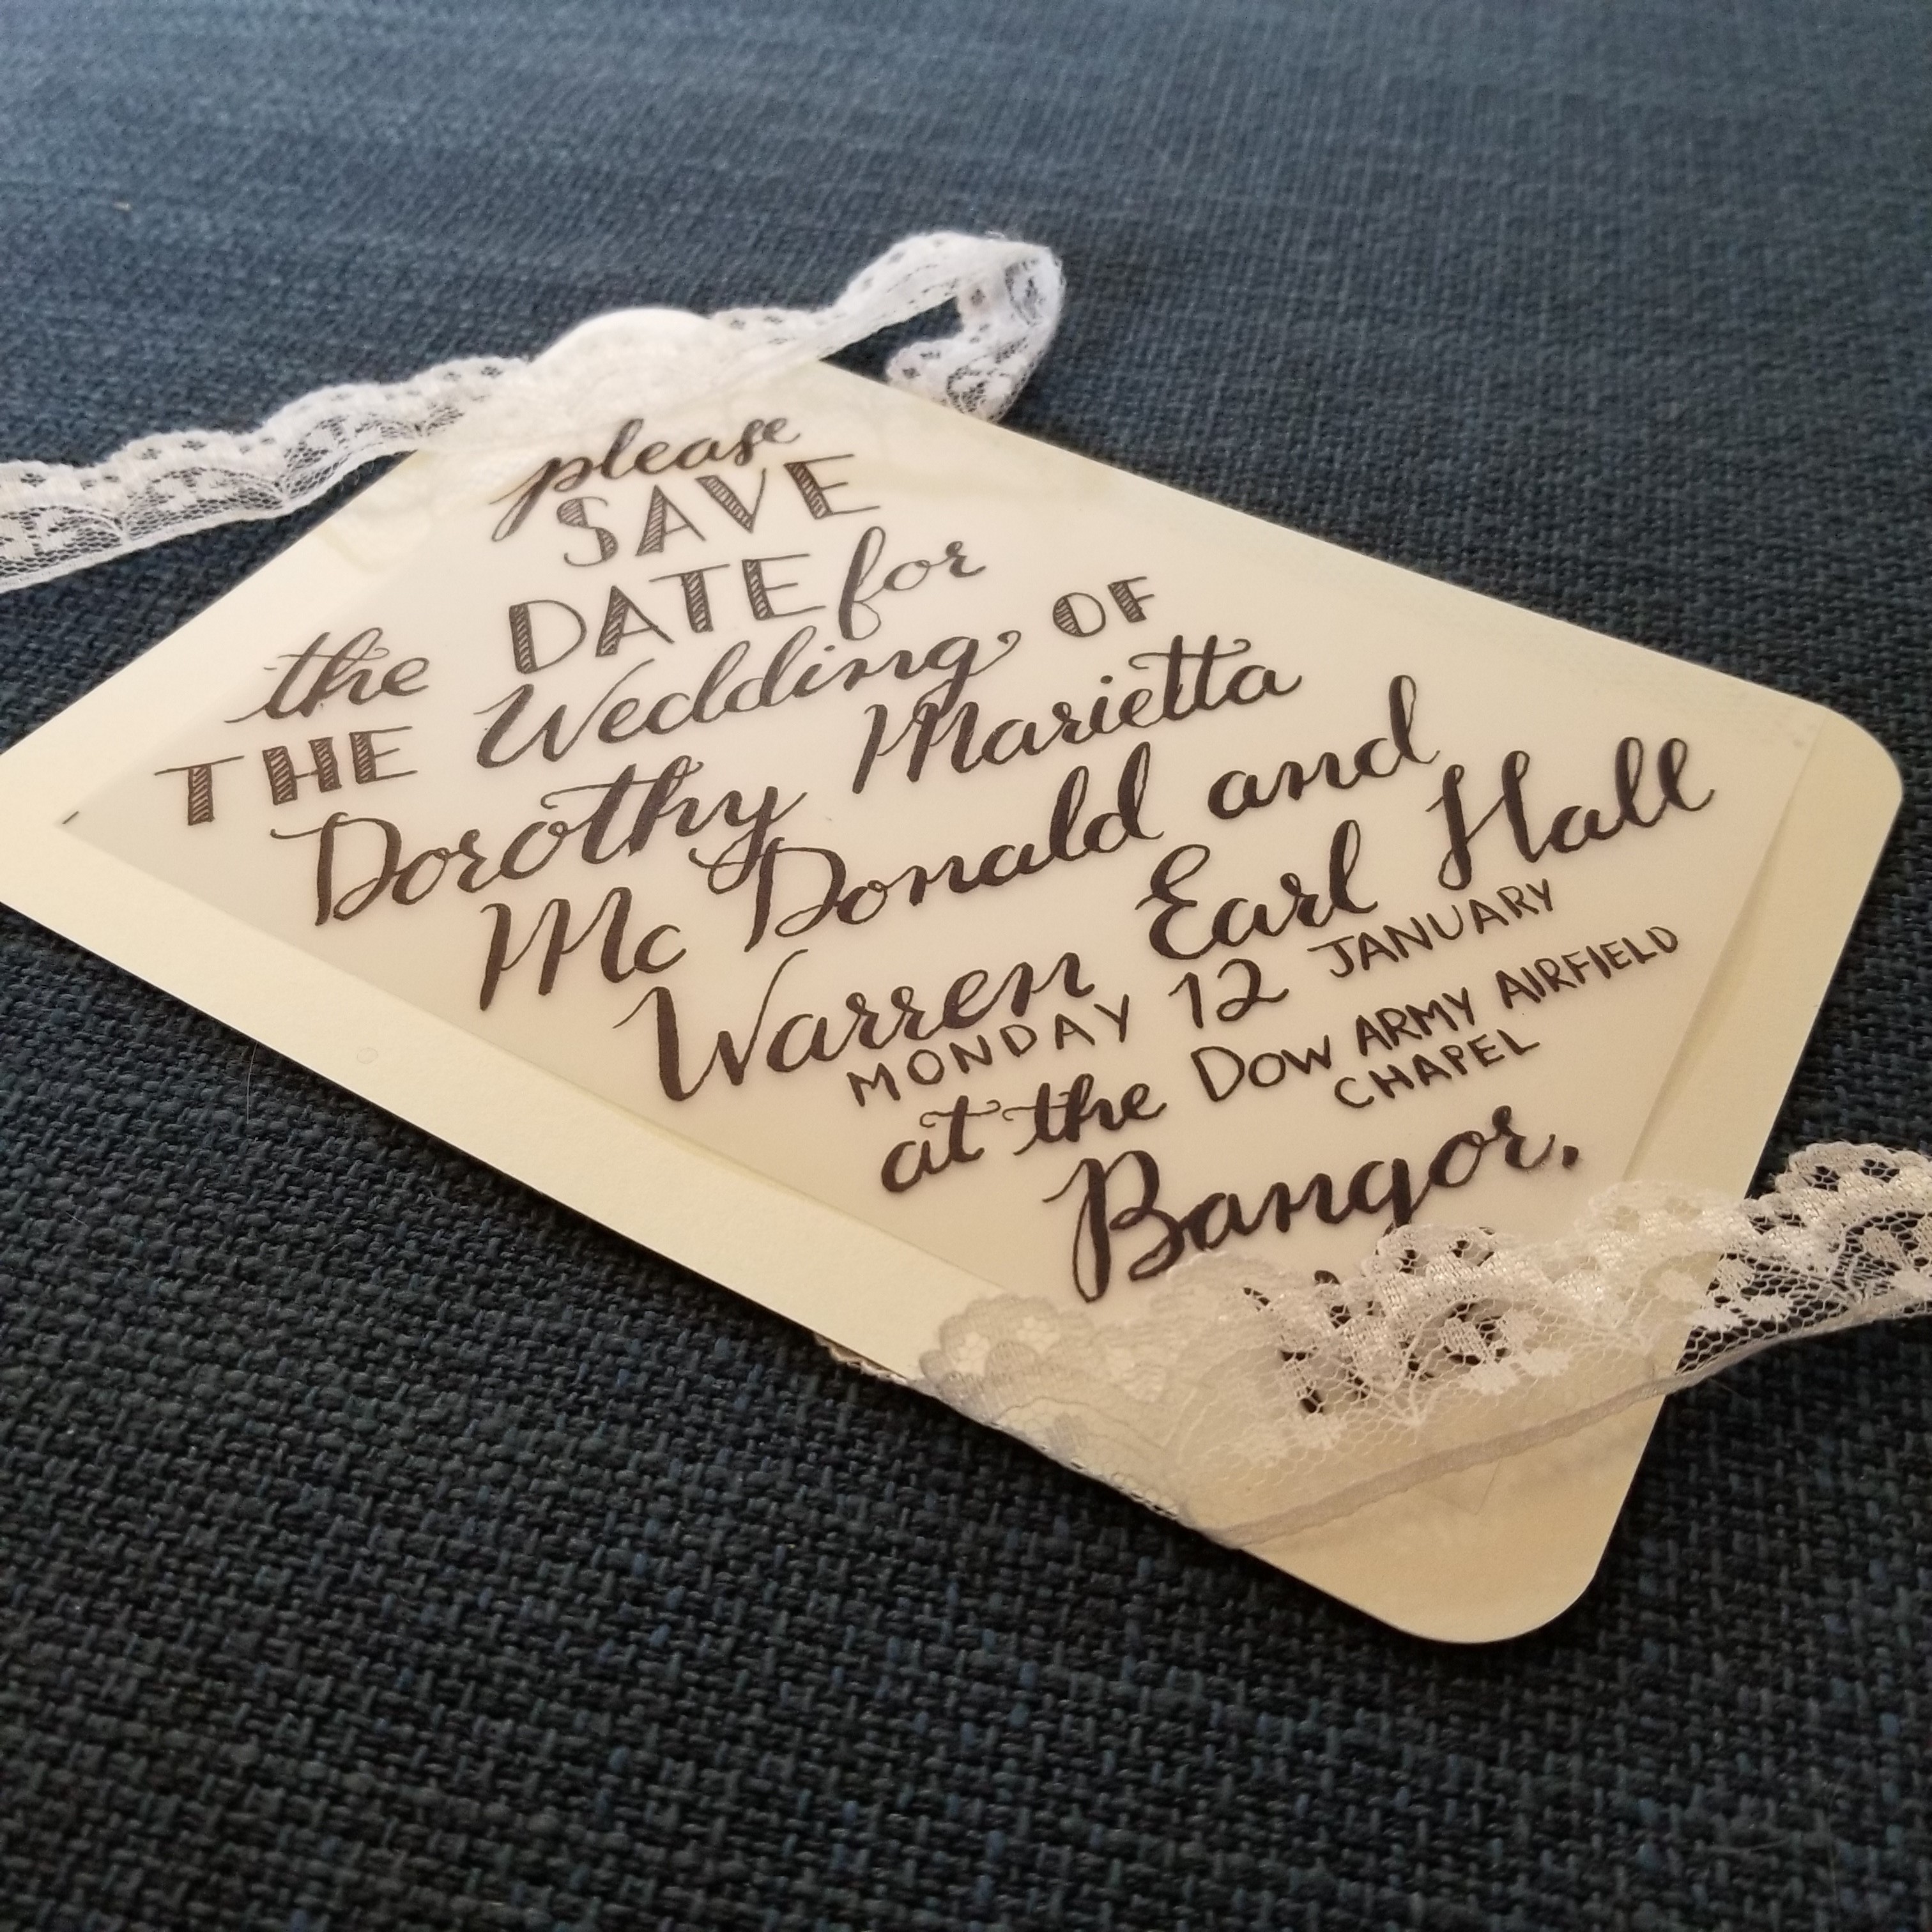 please
SAVE
the DATE for
THE Wedding OF
Dorothy Marietta
Mc Donald and
Warren Earl Hall
MONDAY 12 JANUARY
at the Dow ARMY AIRFIELD
CHAPEL
Bangor,